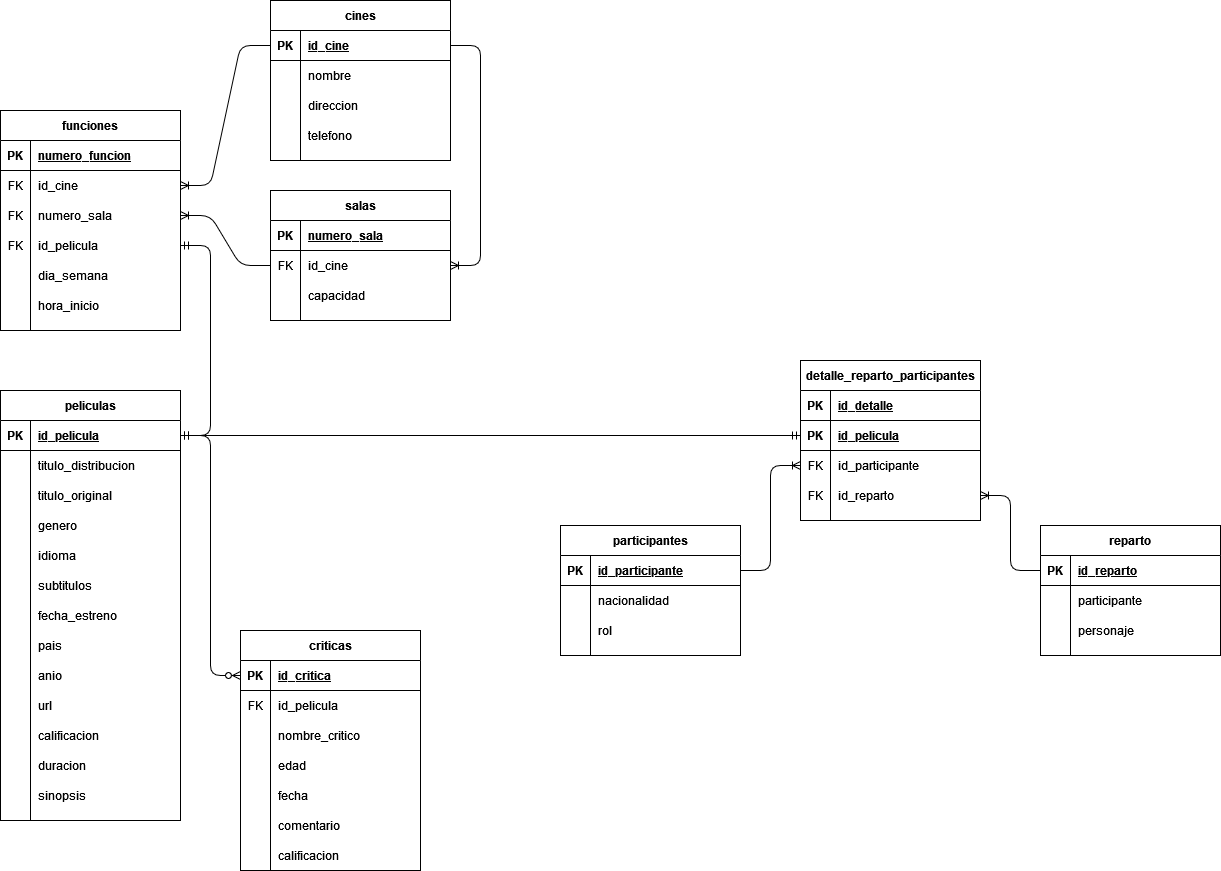 cines
PK id_cine
nombre
direccion
telefono
funciones
PK numero_funcion
FK id_cine
FK numero_sala
FK id_pelicula
dia_semana
hora_inicio
salas
PK numero_sala
FK id_cine
capacidad
peliculas
PK id_pelicula
titulo_distribucion
titulo_original
genero
idioma
subtitulos
fecha_estreno
pais
anio
url
calificacion
duracion
sinopsis
detalle_reparto_participantes
PK id_detalle
PK id_pelicula
FK id_participante
FK id_reparto
participantes
PK id_participante
nacionalidad
rol
reparto
PK id_reparto
participante
personaje
criticas
PK id_critica
FK id_pelicula
nombre_critico
edad
fecha
comentario
calificacion